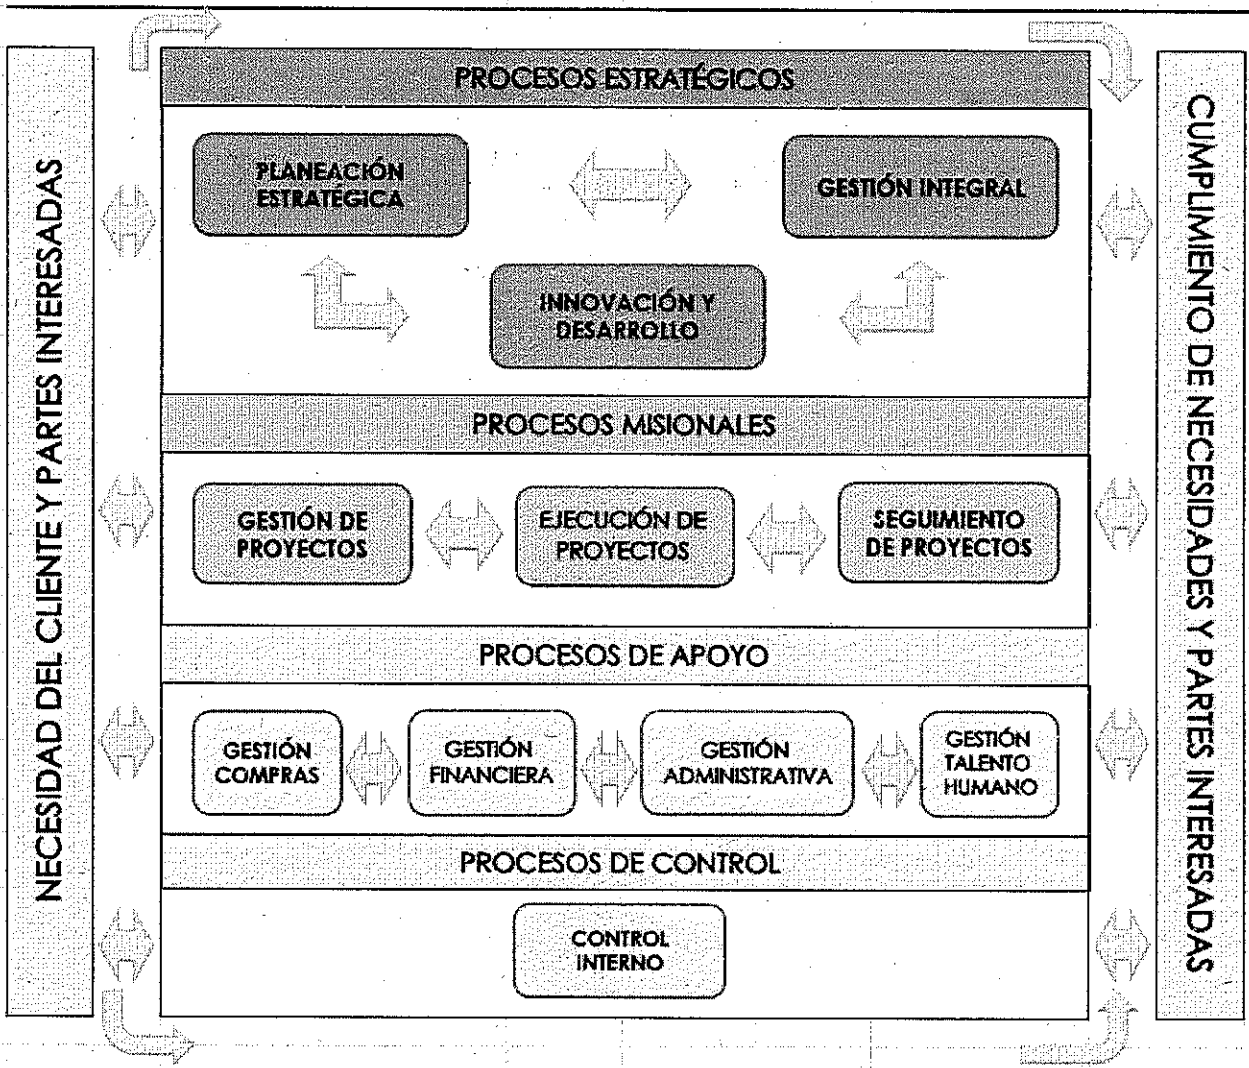 NECESIDAD DEL CLIENTE Y PARTES INTERESADAS
PROCESOS ESTRATÉGICOS
PLANEACIÓN
ESTRATÉGICA
GESTIÓN INTEGRAL
INNOVACIÓN Y
DESARROLLO
PROCESOS MISIONALES
GESTIÓN DE
PROYECTOS
EJECUCIÓN DE
PROYECTOS
SEGUIMIENTO
DE PROYECTOS
PROCESOS DE APOYO
GESTIÓN
COMPRAS
GESTIÓN
FINANCIERA
GESTIÓN
ADMINISTRATIVA
GESTIÓN
TALENTO
HUMANO
PROCESOS DE CONTROL
CONTROL
INTERNO
CUMPLIMIENTO DE NECESIDADES Y PARTES INTERESADAS